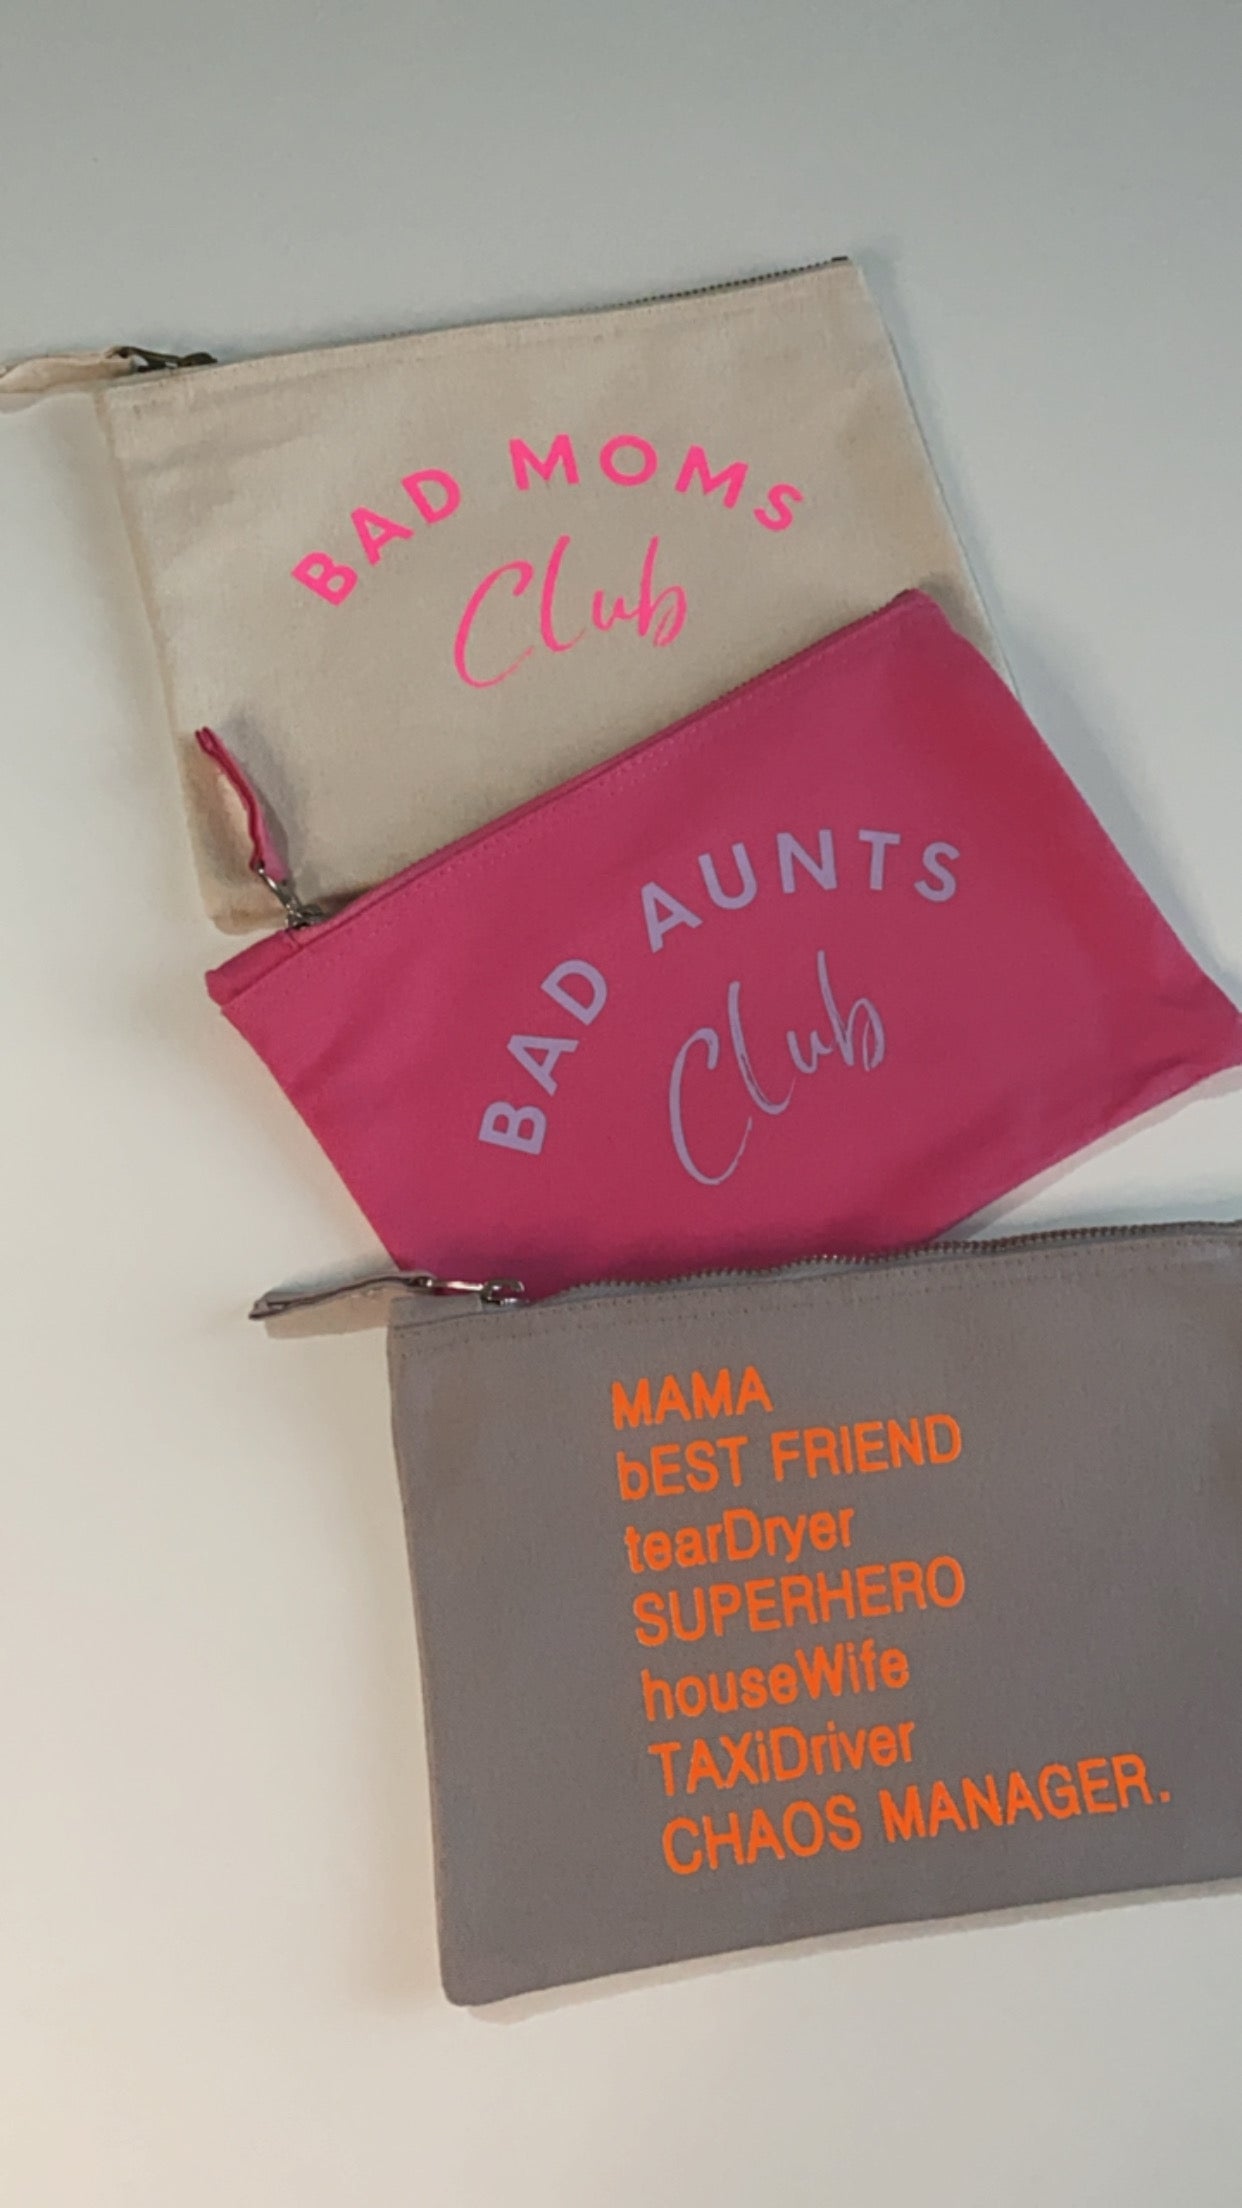 BAD MOMS
Club
BAD AUNTS
Club
MAMA
bEST FRIEND
tearDryer
SUPERHERO
houseWife
TAXiDriver
CHAOS MANAGER.